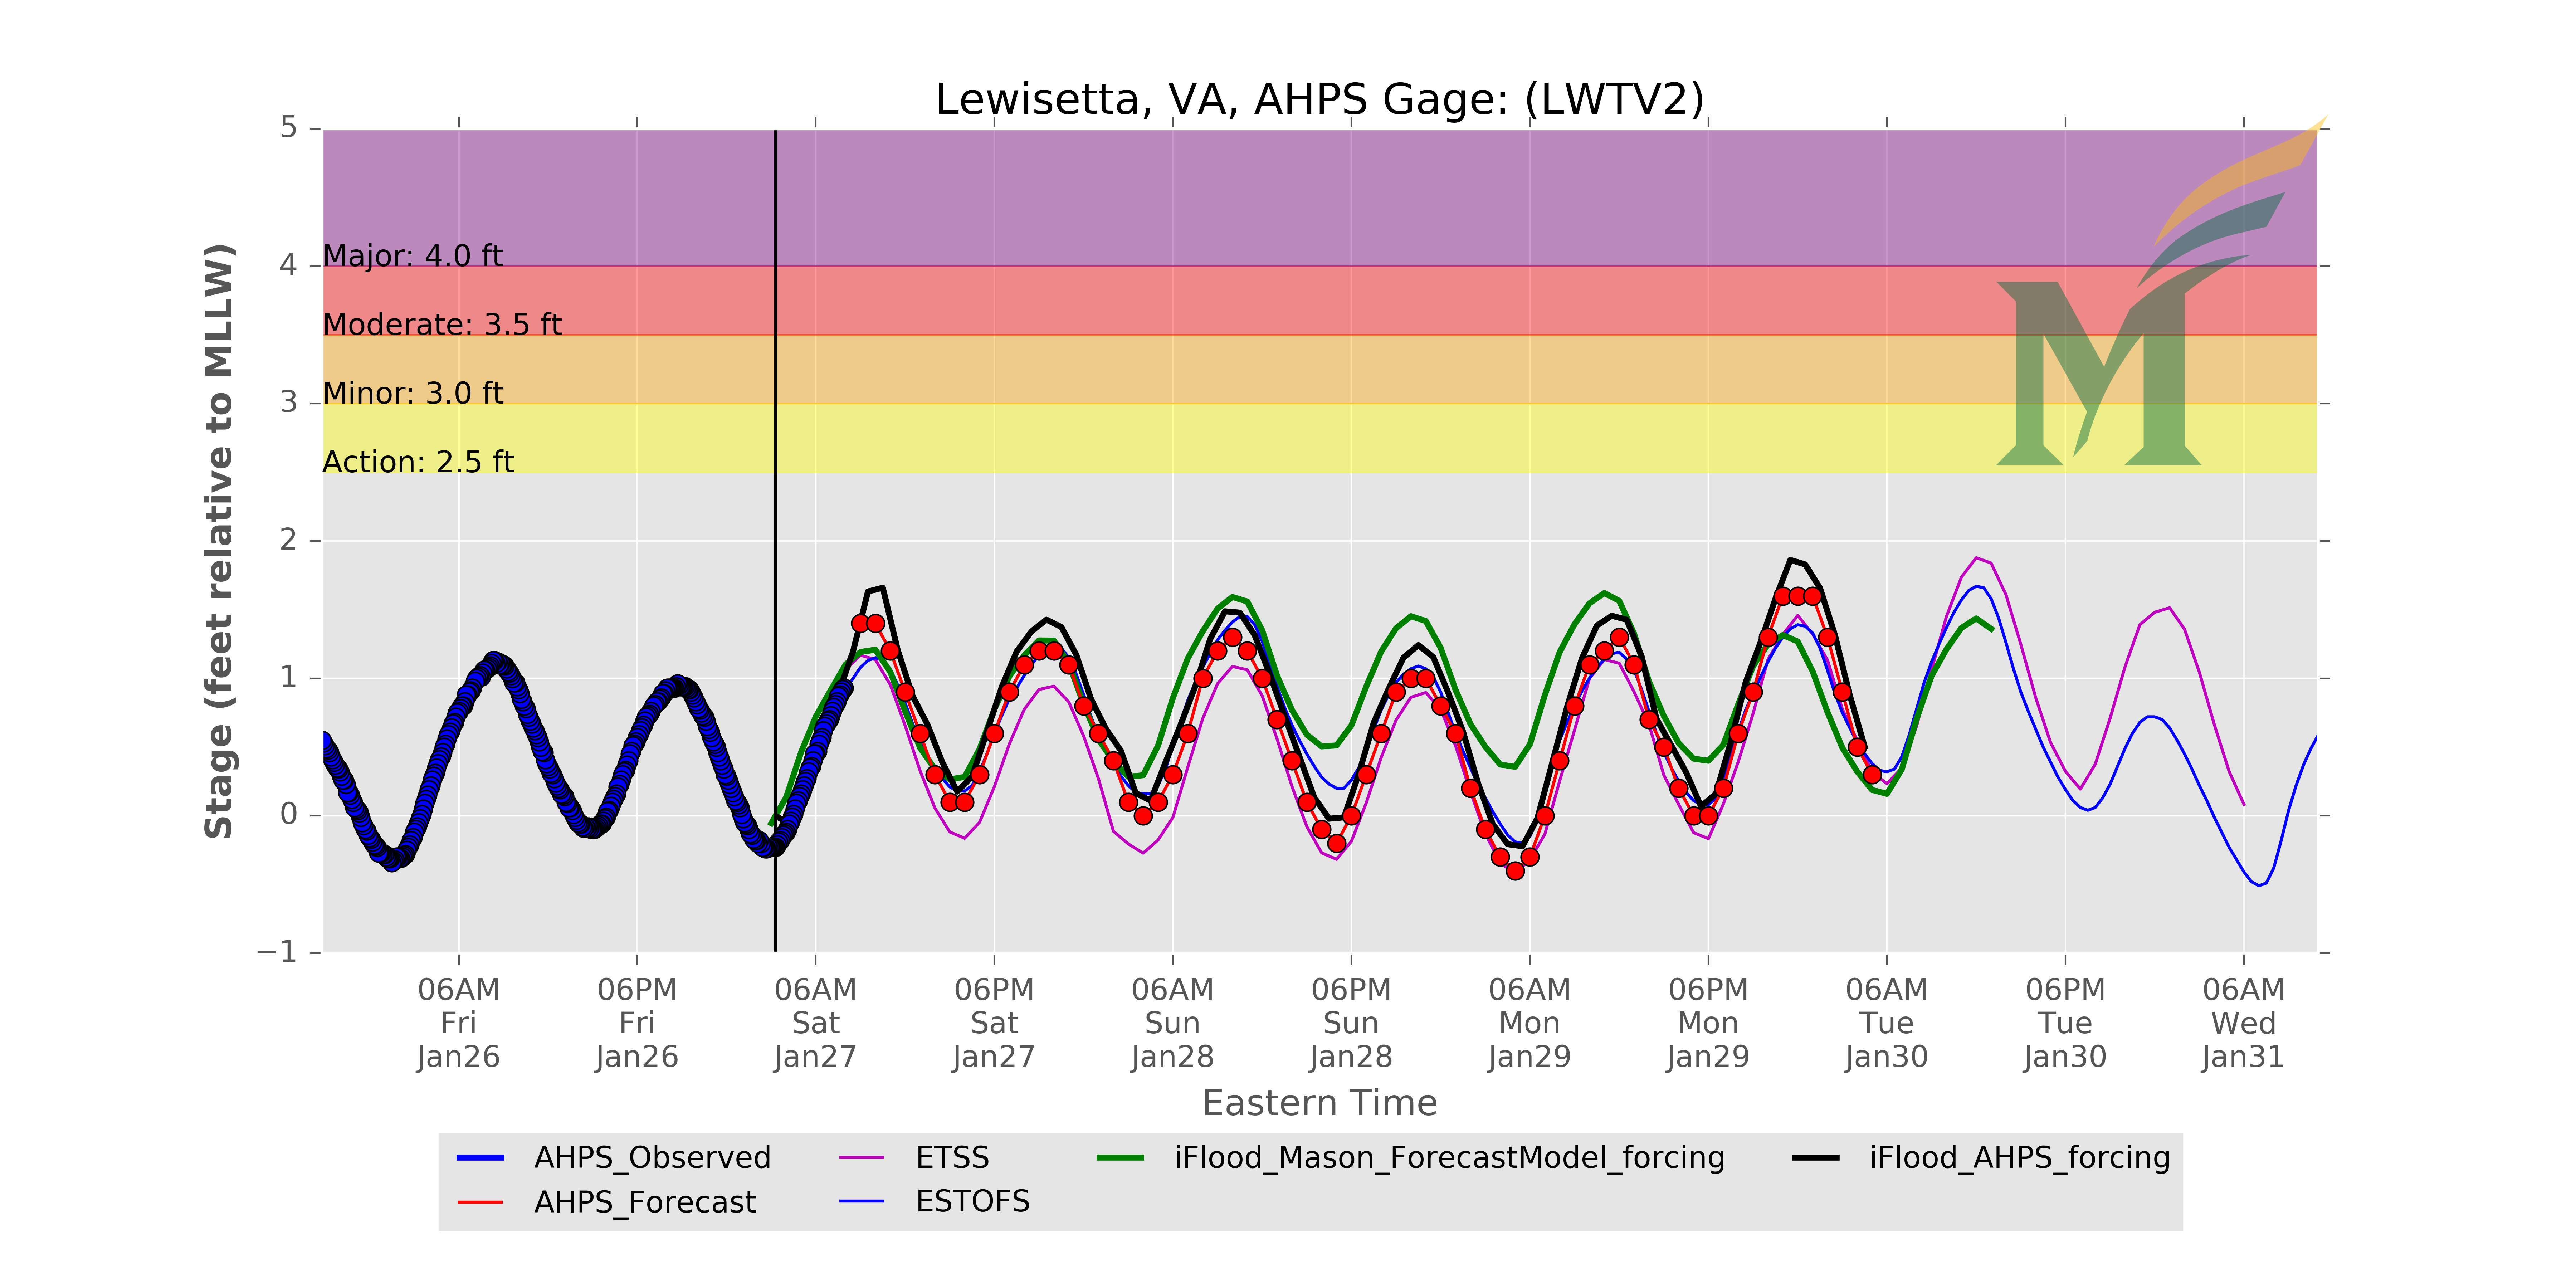 Lewisetta, VA, AHPS Gage: (LWTV2)
Stage (feet relative to MLLW)
5
4
3
2
1
0
−1
Major: 4.0 ft
Moderate: 3.5 ft
Minor: 3.0 ft
Action: 2.5 ft
M
06AM 06PM 06AM 06PM 06AM 06PM 06AM 06PM 06AM 06PM 06AM
Fri Fri Sat Sat Sun Sun Mon Mon Tue Tue Wed
Jan26 Jan26 Jan27 Jan27 Jan28 Jan28 Jan29 Jan29 Jan30 Jan30 Jan31
Eastern Time
AHPS_Observed ETSS iFlood_Mason_ForecastModel_forcing iFlood_AHPS_forcing
AHPS_Forecast ESTOFS